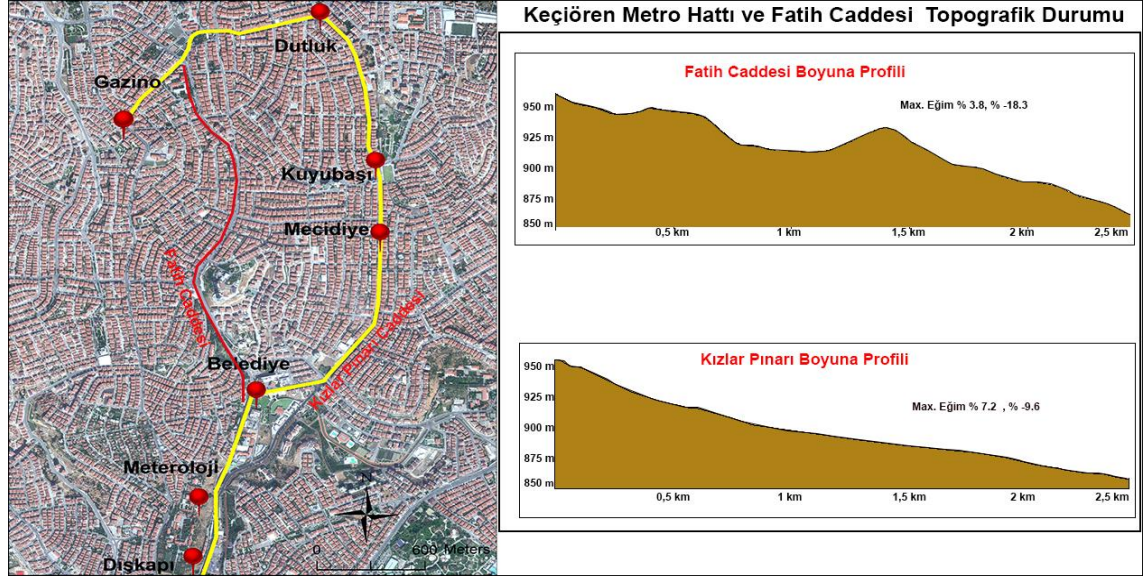 Keçiören Metro Hattı ve Fatih Caddesi  Topografik Durumu
Dutluk
Gazino
Kuyubaşı
Mecidiye
Fatih Caddesi
Kızlar Pınarı Caddesi
Belediye
Meteroloji
Dışkapı
N
0 600 Meters
Fatih Caddesi Boyuna Profili
Max. Eğim % 3.8, % -18.3
950 m
925 m
900 m
875 m
850 m
0,5 km 1 km 1,5 km 2 km 2,5 km
Kızlar Pınarı Boyuna Profili
Max. Eğim % 7.2 , % -9.6
950 m
925 m
900 m
875 m
850 m
0,5 km 1 km 1,5 km 2 km 2,5 km